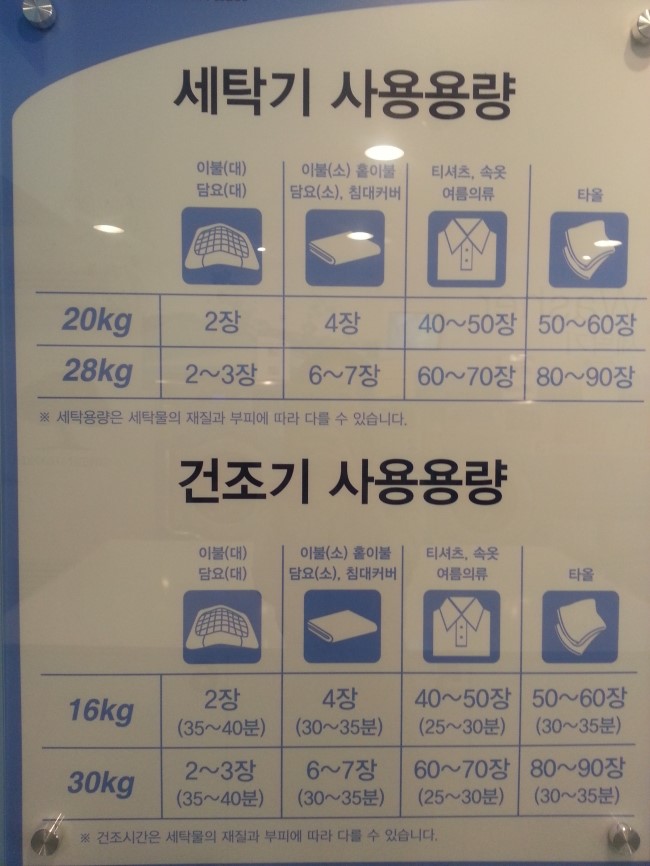 세탁기 사용용량
이불(대) 이불(소) 홑이불 티셔츠, 속옷
담요(대) 담요(소), 침대커버 여름의류 타올
20kg 2장 4장 40~50장 50~60장
28kg 2~3장 6~7장 60~70장 80~90장
※ 세탁용량은 세탁물의 재질과 부피에 따라 다를 수 있습니다.
건조기 사용용량
이불(대) 이불(소) 홑이불 티셔츠, 속옷
담요(대) 담요(소), 침대커버 여름의류 타올
16kg 2장 4장 40~50장 50~60장
(35~40분) (30~35분) (25~30분) (30~35분)
30kg 2~3장 6~7장 60~70장 80~90장
(35~40분) (30~35분) (25~30분) (30~35분)
※ 건조시간은 세탁물의 재질과 부피에 따라 다를 수 있습니다.